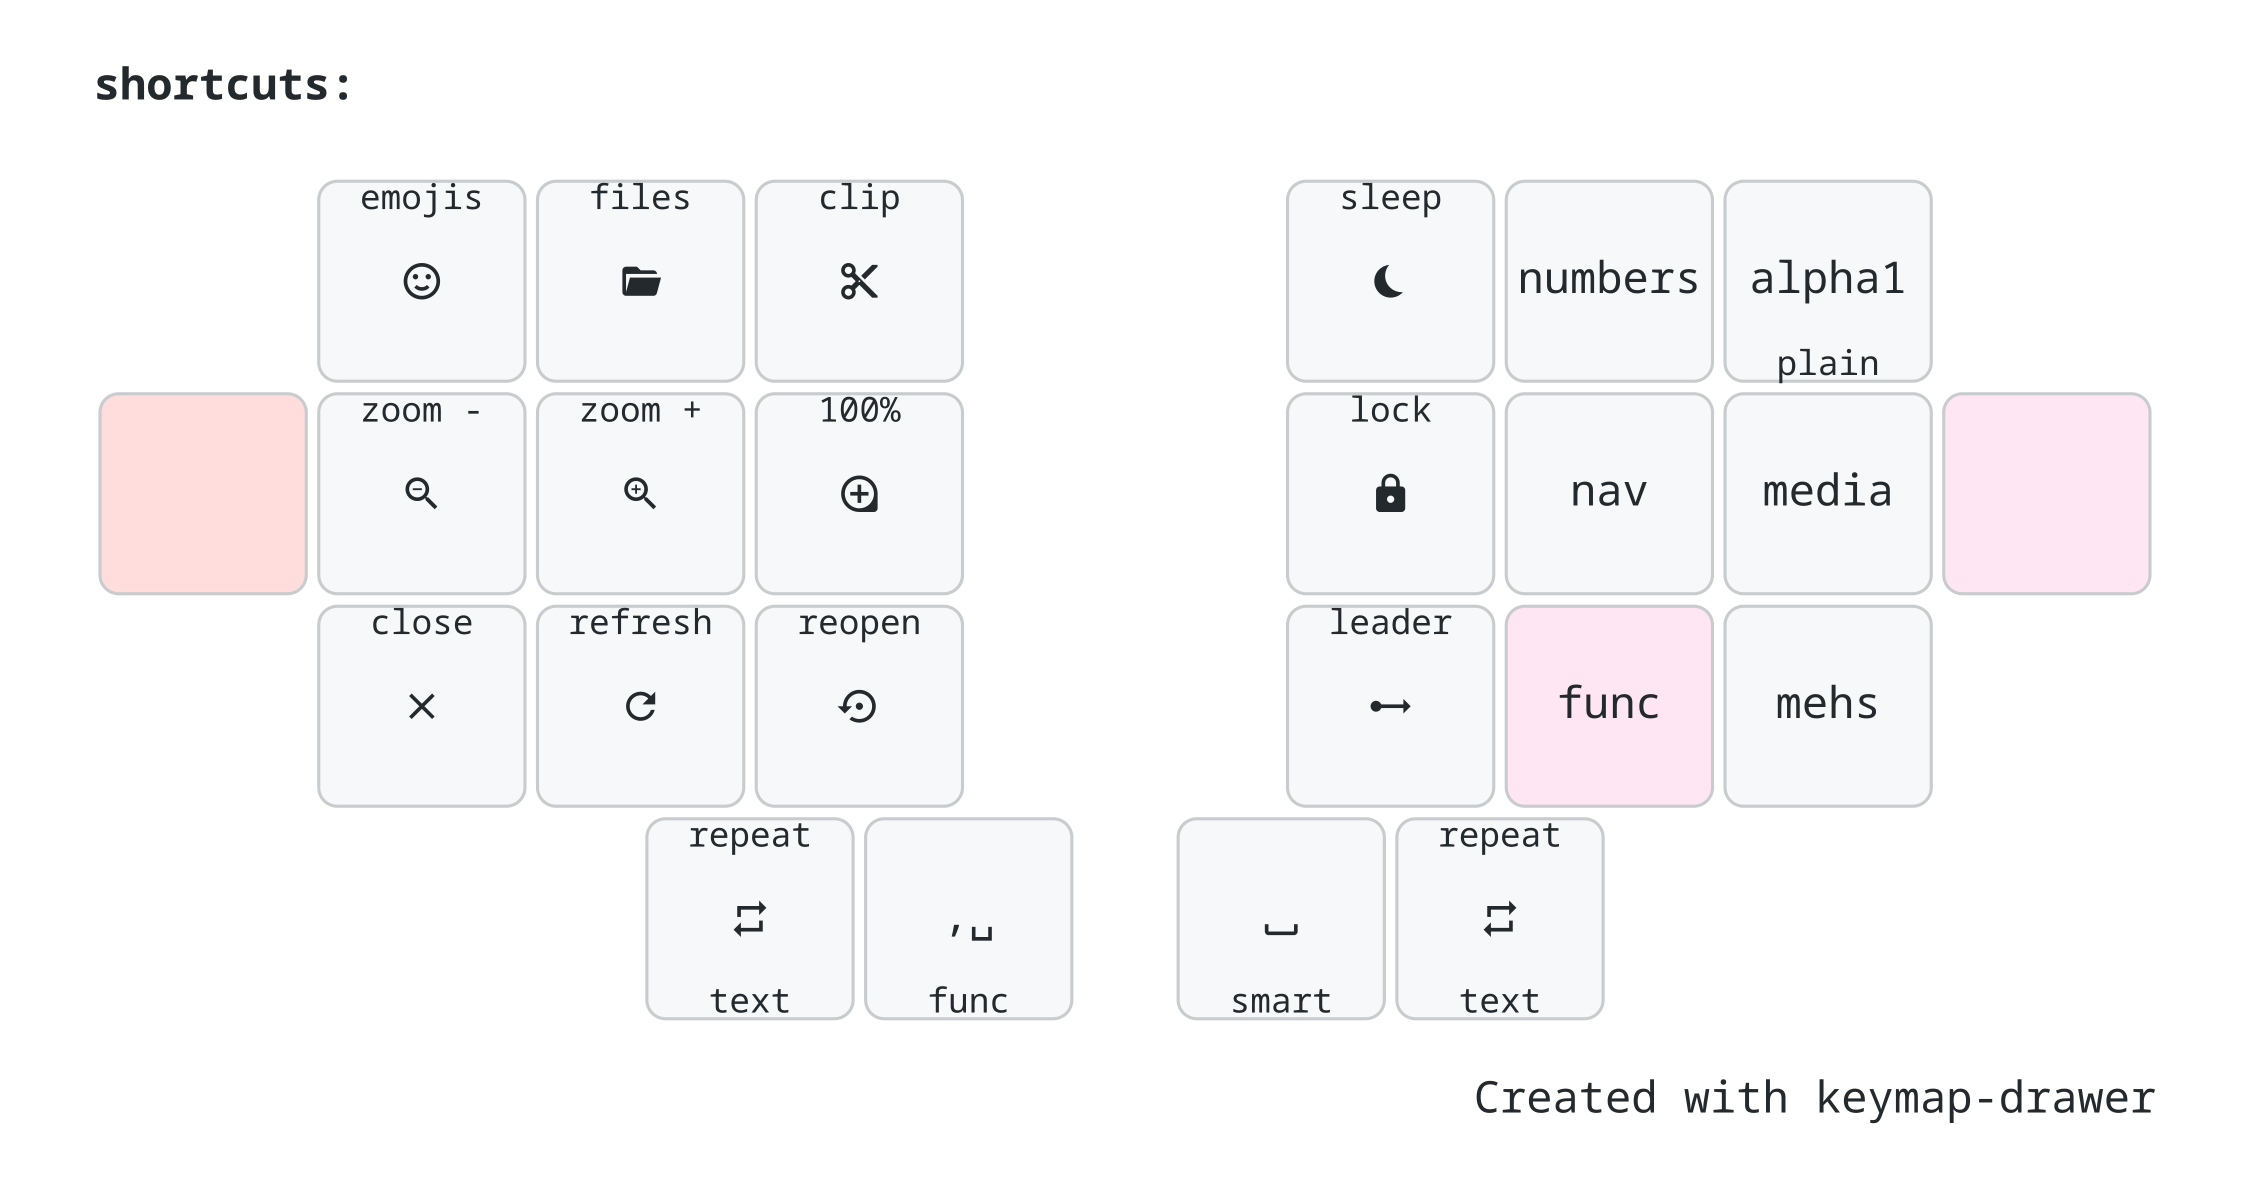 shortcuts:
emojis files clip sleep
numbers alpha1
plain
zoom - zoom + 100% lock
nav media
close refresh reopen leader
func mehs
repeat repeat
,␣ ␣
text func smart text
Created with keymap-drawer